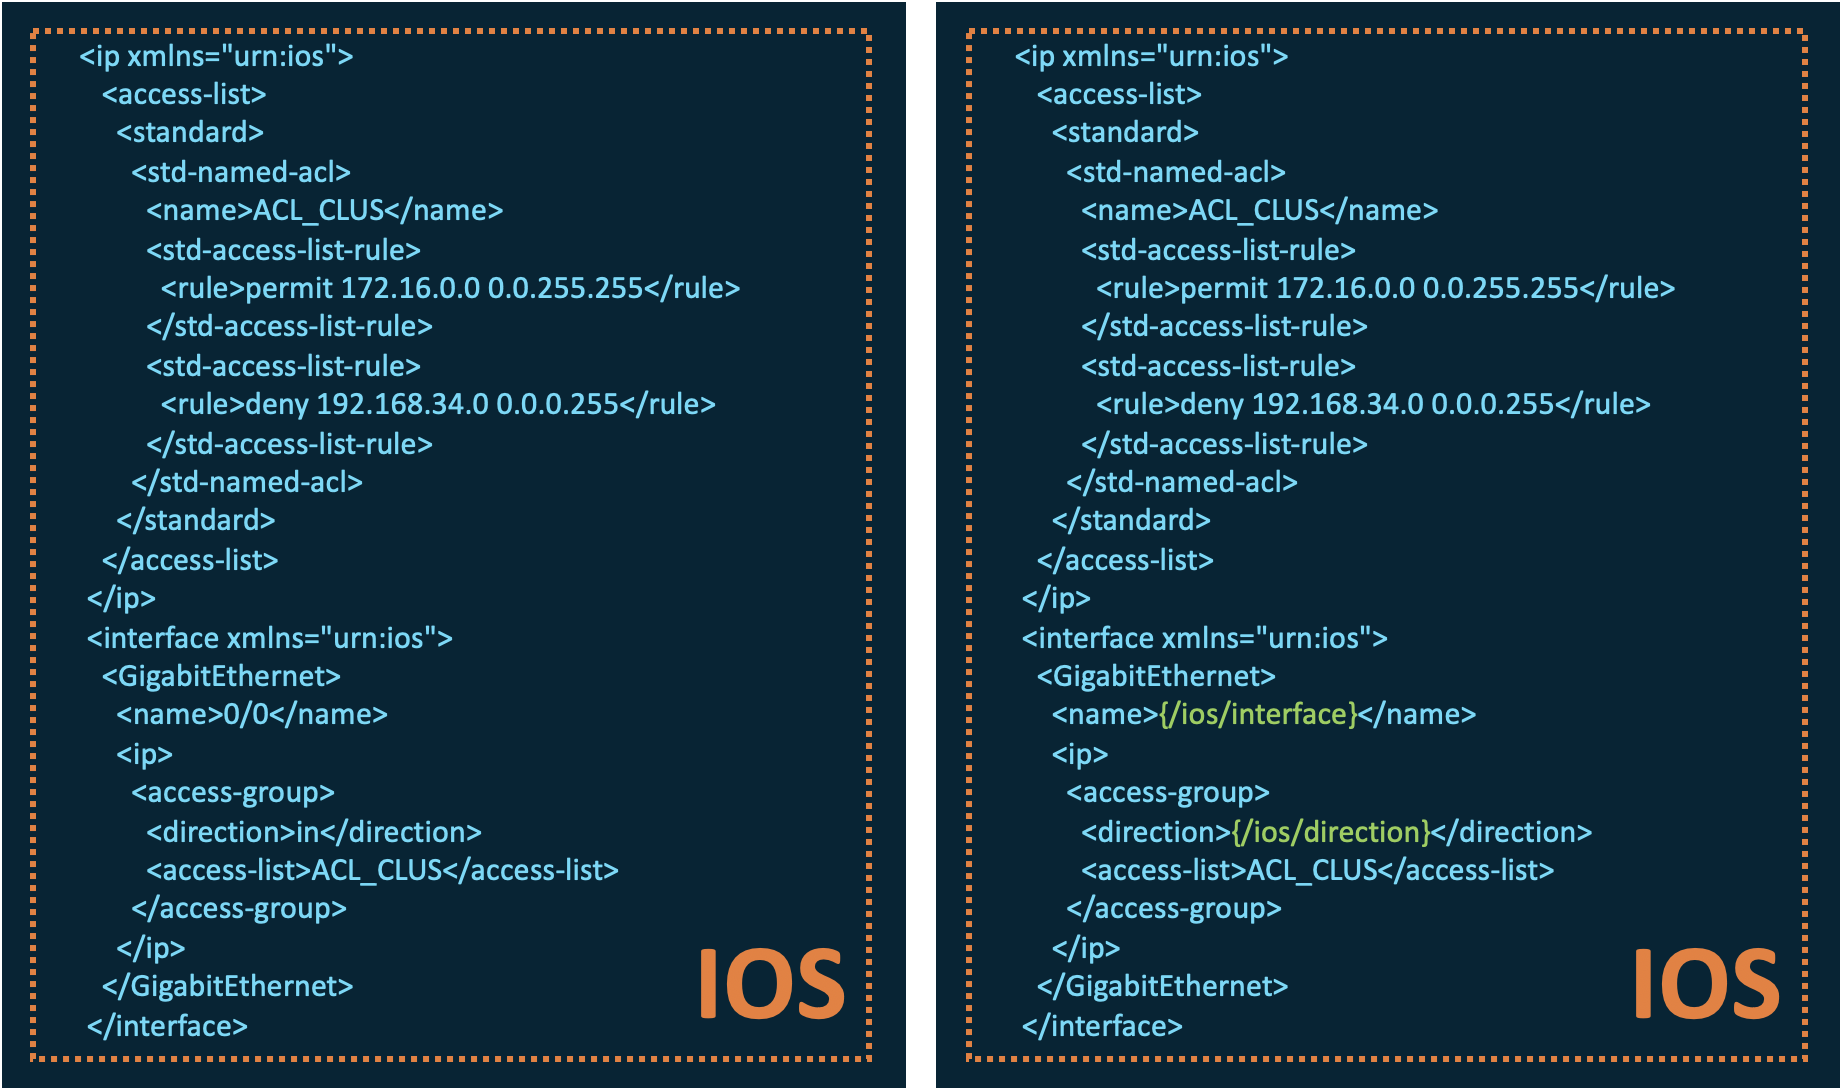 <ip xmlns="urn:ios">
<access-list>
<standard>
<std-named-acl>
<name>ACL_CLUS</name>
<std-access-list-rule>
<rule>permit 172.16.0.0 0.0.255.255</rule>
</std-access-list-rule>
<std-access-list-rule>
<rule>deny 192.168.34.0 0.0.0.255</rule>
</std-access-list-rule>
</std-named-acl>
</standard>
</access-list>
</ip>
<interface xmlns="urn:ios">
<GigabitEthernet>
<name>0/0</name>
<ip>
<access-group>
<direction>in</direction>
<access-list>ACL_CLUS</access-list>
</access-group>
</ip>
</GigabitEthernet>
</interface>
IOS
<ip xmlns="urn:ios">
<access-list>
<standard>
<std-named-acl>
<name>ACL_CLUS</name>
<std-access-list-rule>
<rule>permit 172.16.0.0 0.0.255.255</rule>
</std-access-list-rule>
<std-access-list-rule>
<rule>deny 192.168.34.0 0.0.0.255</rule>
</std-access-list-rule>
</std-named-acl>
</standard>
</access-list>
</ip>
<interface xmlns="urn:ios">
<GigabitEthernet>
<name>{/ios/interface}</name>
<ip>
<access-group>
<direction>{/ios/direction}</direction>
<access-list>ACL_CLUS</access-list>
</access-group>
</ip>
</GigabitEthernet>
</interface>
IOS